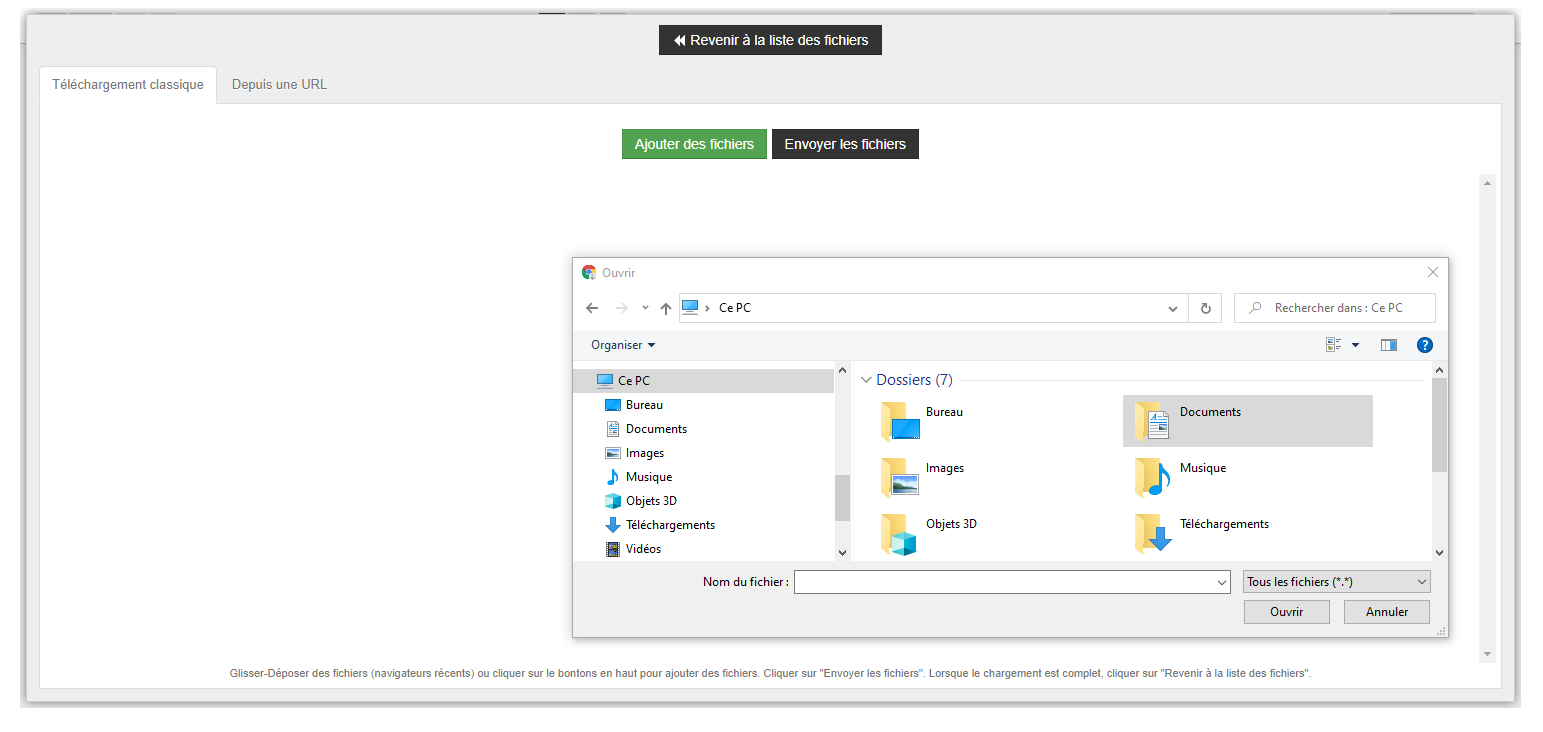 Revenir à la liste des fichiers
Téléchargement classique Depuis une URL
Ajouter des fichiers Envoyer les fichiers
Ouvrir
Ce PC Rechercher dans : Ce PC
Organiser
Ce PC
Bureau
Documents
Images
Musique
Objets 3D
Téléchargements
Vidéos
Dossiers (7)
Bureau Documents
Images Musique
Objets 3D Téléchargements
Nom du fichier : Tous les fichiers (*.*)
Ouvrir Annuler
Glisser-Déposer des fichiers (navigateurs récents) ou cliquer sur le bontons en haut pour ajouter des fichiers. Cliquer sur "Envoyer les fichiers". Lorsque le chargement est complet, cliquer sur "Revenir à la liste des fichiers".